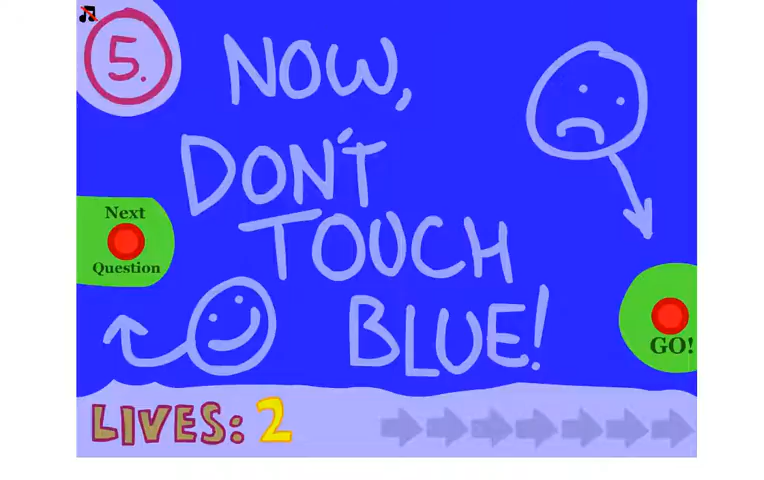 5.
NOW,
DON'T
TOUCH
BLUE!
Next
Question
GO!
LIVES: 2